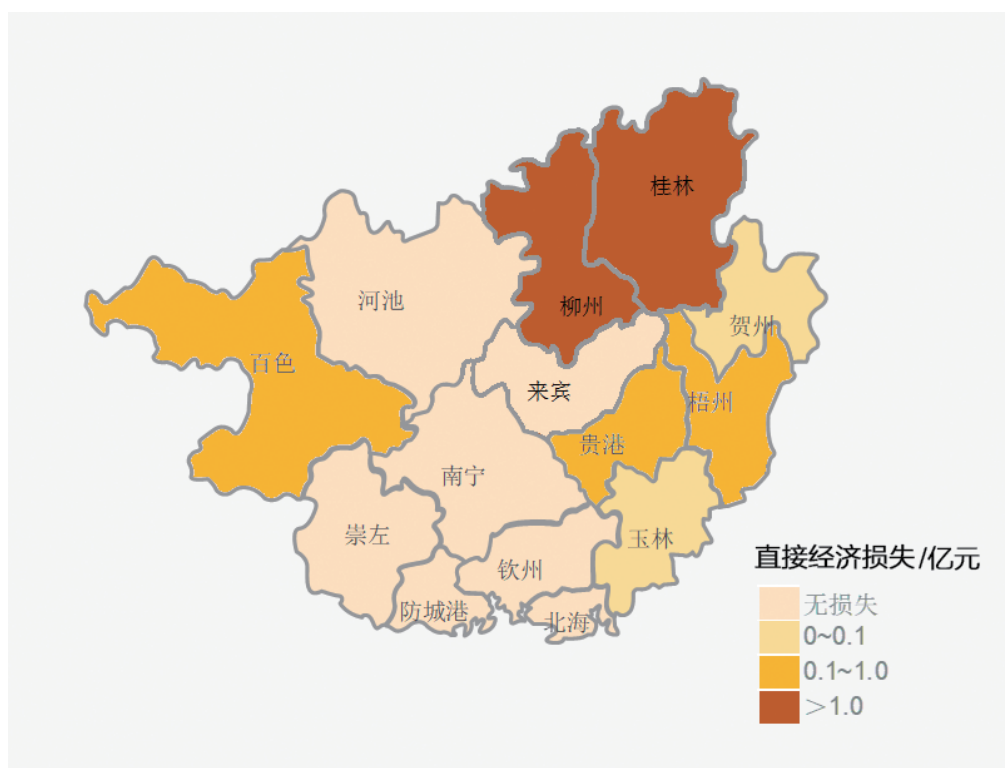 桂林
河池
柳州
贺州
百色
来宾
梧州
贵港
南宁
崇左
玉林
钦州
防城港
北海
直接经济损失/亿元
无损失
0~0.1
0.1~1.0
＞1.0